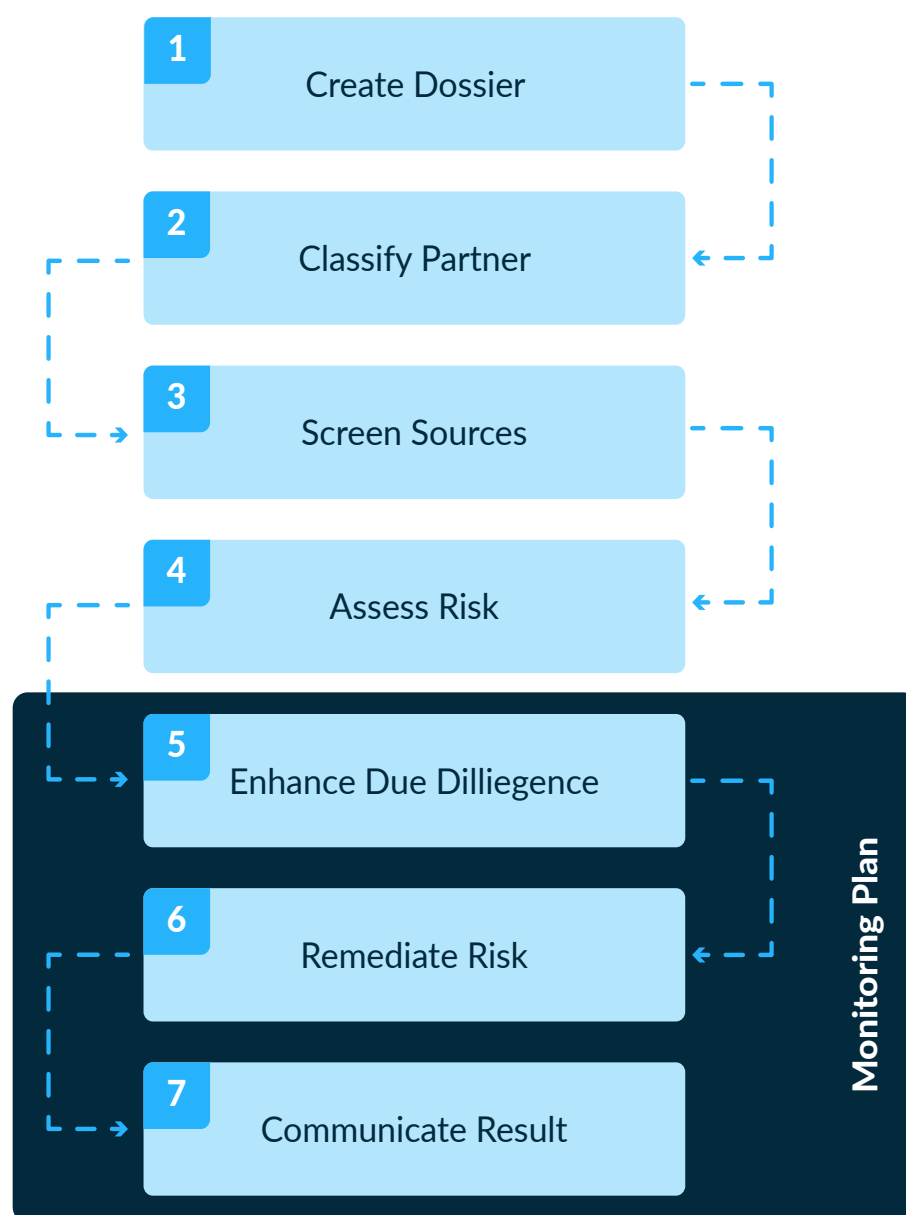 1
Create Dossier
2
Classify Partner
3
Screen Sources
4
Assess Risk
5
Enhance Due Dilliegence
6
Remediate Risk
7
Communicate Result
Monitoring Plan